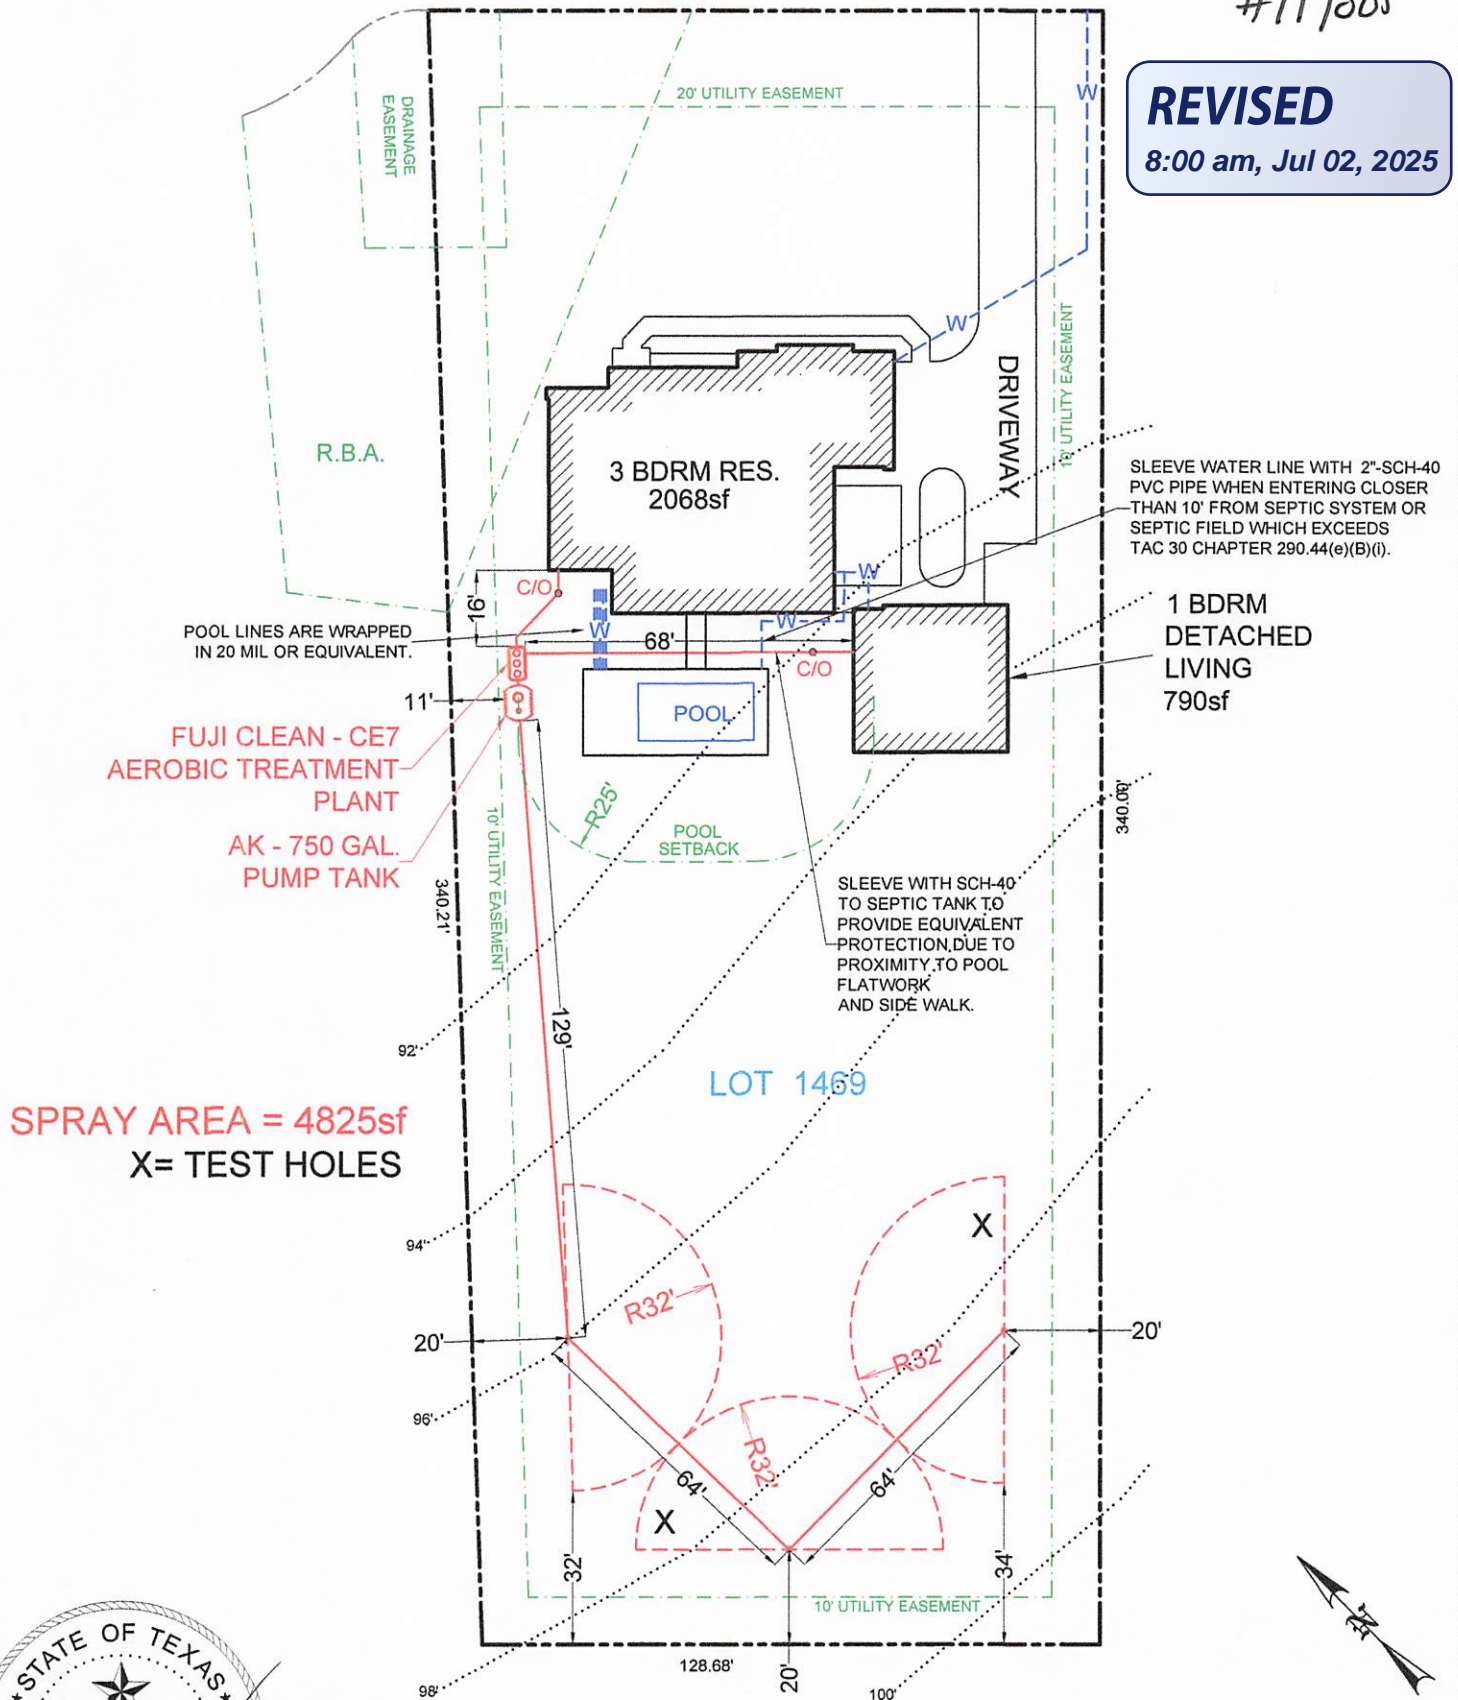 REVISED
8:00 am, Jul 02, 2025
20' UTILITY EASEMENT
DRAINAGE
EASEMENT
W
W
10' UTILITY EASEMENT
DRIVEWAY
R.B.A.
3 BDRM RES.
2068sf
SLEEVE WATER LINE WITH 2"-SCH-40
PVC PIPE WHEN ENTERING CLOSER
THAN 10' FROM SEPTIC SYSTEM OR
SEPTIC FIELD WHICH EXCEEDS
TAC 30 CHAPTER 290.44(e)(B)(i).
C/O
16'
W
W
W
68'
C/O
POOL LINES ARE WRAPPED
IN 20 MIL OR EQUIVALENT.
1 BDRM
DETACHED
LIVING
790sf
11'
POOL
FUJI CLEAN - CE7
AEROBIC TREATMENT
PLANT
AK - 750 GAL.
PUMP TANK
R25'
POOL
SETBACK
340.00'
10' UTILITY EASEMENT
340.21'
SLEEVE WITH SCH-40
TO SEPTIC TANK TO
PROVIDE EQUIVALENT
PROTECTION DUE TO
PROXIMITY TO POOL
FLATWORK
AND SIDE WALK.
129'
92'
LOT 1469
SPRAY AREA = 4825sf
X= TEST HOLES
94'
X
R32'
20'
20'
R32'
96'
R32'
64'
64'
X
32'
34'
10' UTILITY EASEMENT
128.68'
20'
98'
100'
STATE OF TEXAS